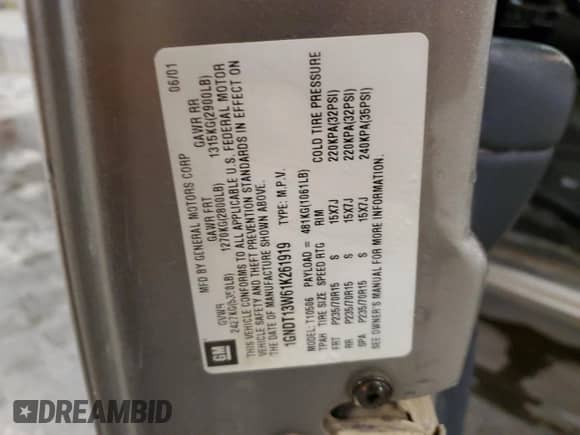 MFD BY GENERAL MOTORS CORP 06/01
GVWR GAWR FRT GAWR RR
1270KG(2800LB) 1315KG(2900LB)
THIS VEHICLE CONFORMS TO ALL APPLICABLE U.S. FEDERAL MOTOR
VEHICLE SAFETY AND THEFT PREVENTION STANDARDS IN EFFECT ON
THE DATE OF MANUFACTURE SHOWN ABOVE.
1GNDT13W61K261919 TYPE: M.P.V.
MODEL: T10506 PAYLOAD = 481KG(1061LB)
TPAH TIRE SIZE SPEED RTG RIM COLD TIRE PRESSURE
FRT P235/70R15 S 15X7J 220KPA(32PSI)
RR P235/70R15 S 15X7J 220KPA(32PSI)
SPA P235/70R15 S 15X7J 240KPA(35PSI)
SEE OWNER'S MANUAL FOR MORE INFORMATION.
GM
DREAMBID